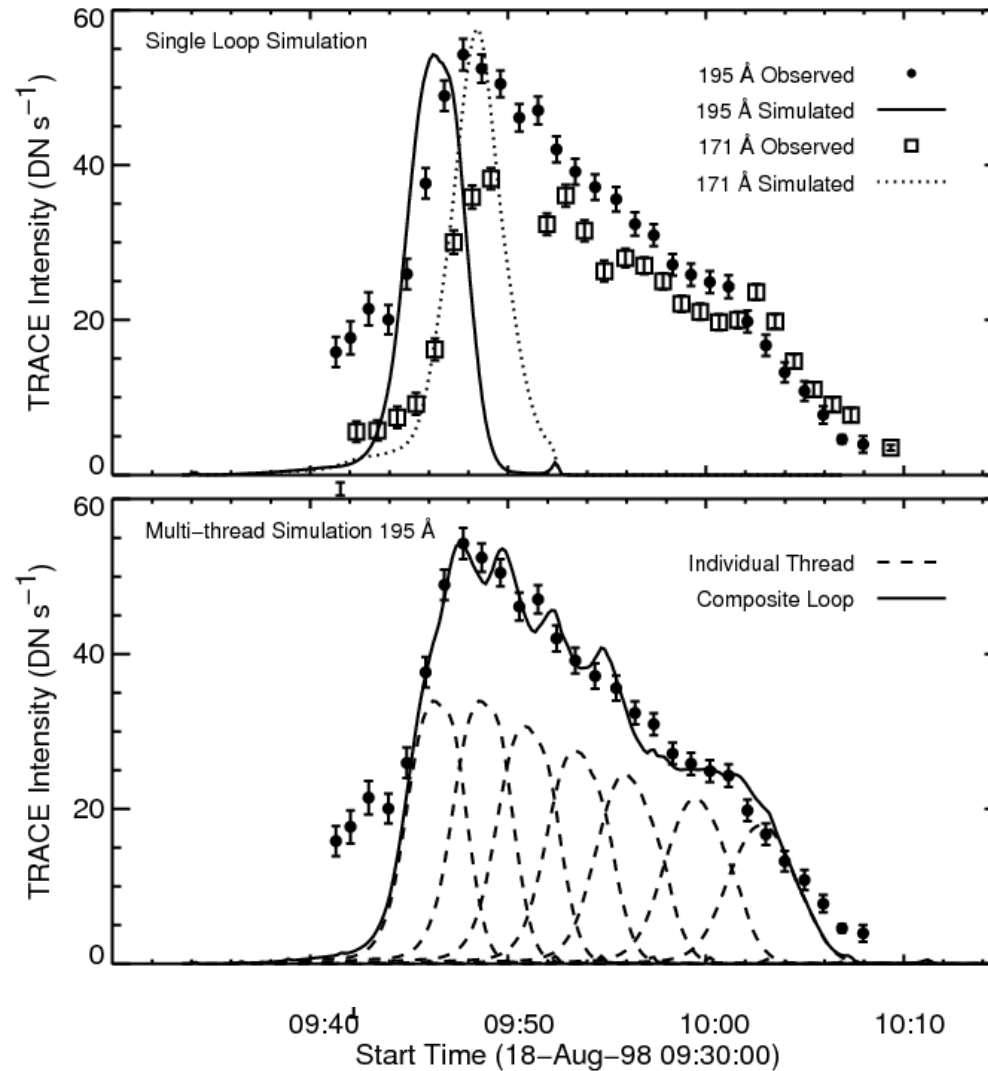 60
Single Loop Simulation
195 Å Observed
195 Å Simulated
171 Å Observed
171 Å Simulated
40
20
0
TRACE Intensity (DN s−1)
60
Multi−thread Simulation 195 Å
Individual Thread
Composite Loop
40
20
0
TRACE Intensity (DN s−1)
09:40 09:50 10:00 10:10
Start Time (18−Aug−98 09:30:00)